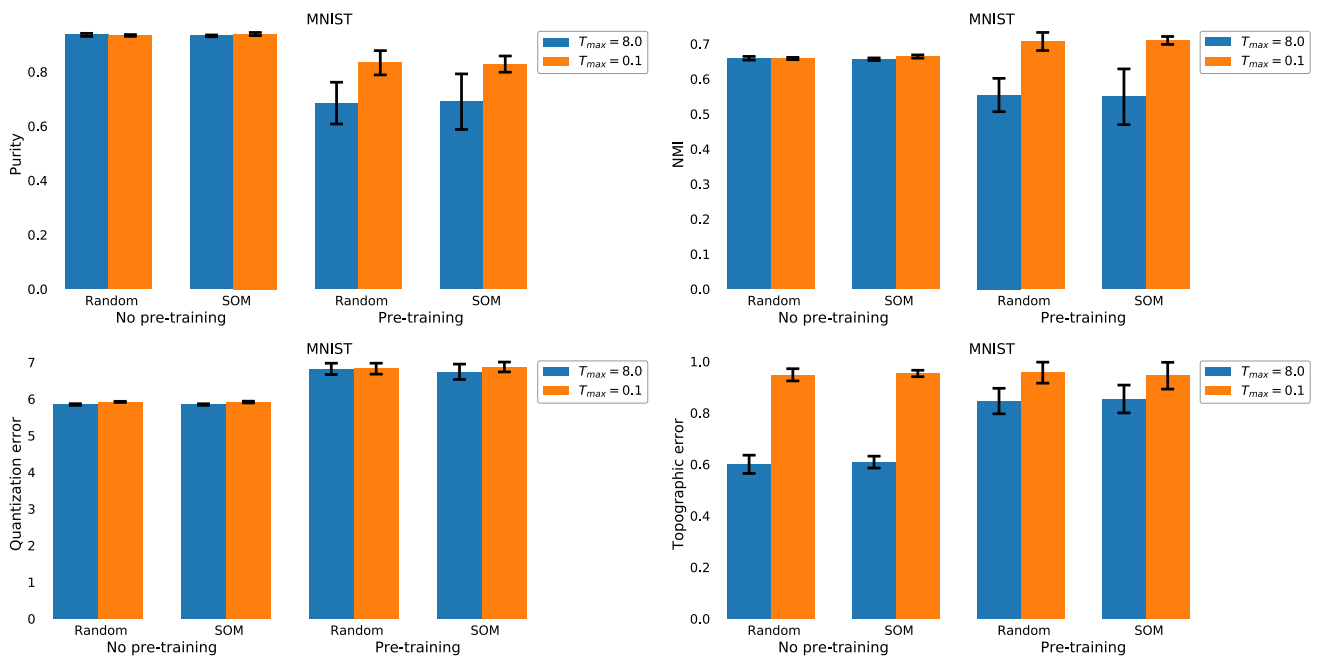 MNIST
Purity
0.8
0.6
0.4
0.2
0.0
Random
SOM
Random
SOM
No pre-training
Pre-training
T_max = 8.0
T_max = 0.1
MNIST
NMI
0.7
0.6
0.5
0.4
0.3
0.2
0.1
0.0
Random
SOM
Random
SOM
No pre-training
Pre-training
T_max = 8.0
T_max = 0.1
MNIST
Quantization error
7
6
5
4
3
2
1
0
Random
SOM
Random
SOM
No pre-training
Pre-training
T_max = 8.0
T_max = 0.1
MNIST
Topographic error
1.0
0.8
0.6
0.4
0.2
0.0
Random
SOM
Random
SOM
No pre-training
Pre-training
T_max = 8.0
T_max = 0.1